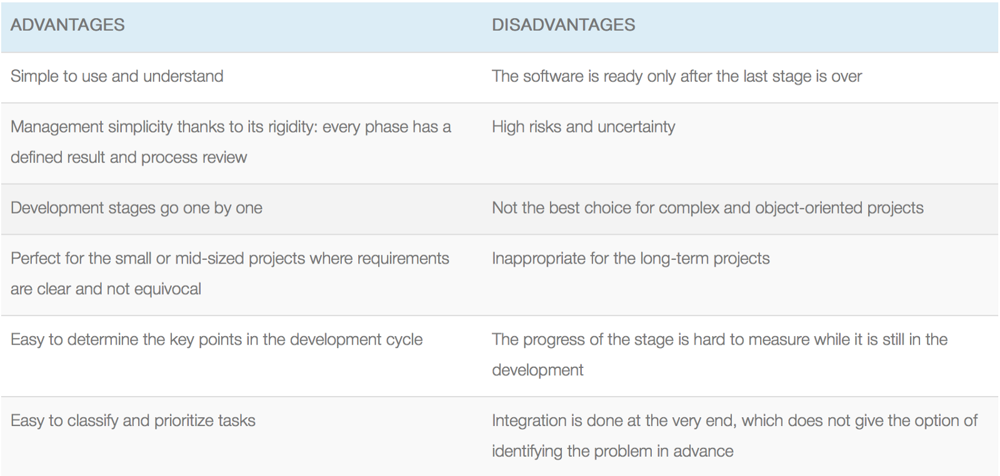 ADVANTAGES
DISADVANTAGES
Simple to use and understand
The software is ready only after the last stage is over
Management simplicity thanks to its rigidity: every phase has a
defined result and process review
High risks and uncertainty
Development stages go one by one
Not the best choice for complex and object-oriented projects
Perfect for the small or mid-sized projects where requirements
are clear and not equivocal
Inappropriate for the long-term projects
Easy to determine the key points in the development cycle
The progress of the stage is hard to measure while it is still in the
development
Easy to classify and prioritize tasks
Integration is done at the very end, which does not give the option of
identifying the problem in advance